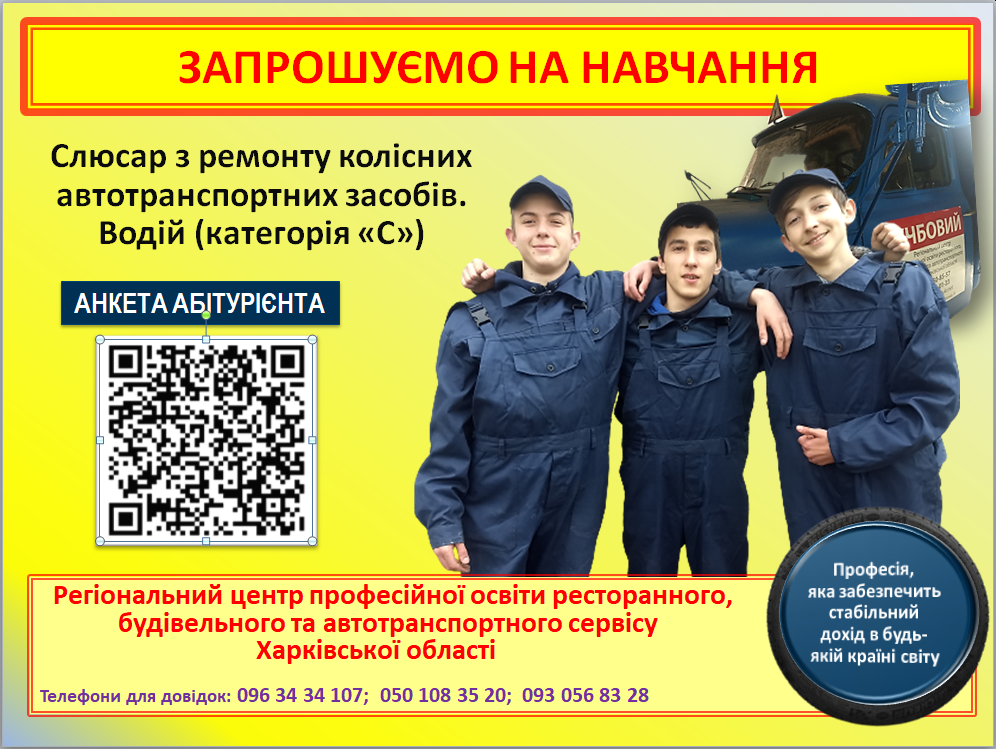 ЗАПРОШУЄМО НА НАВЧАННЯ
Слюсар з ремонту колісних
автотранспортних засобів.
Водій (категорія «С»)
АНКЕТА АБІТУРІЄНТА
Регіональний центр професійної освіти ресторанного,
будівельного та автотранспортного сервісу
Харківської області
Телефони для довідок: 096 34 34 107; 050 108 35 20; 093 056 83 28
Професія,
яка забезпечить
стабільний
дохід в будь-
якій країні світу